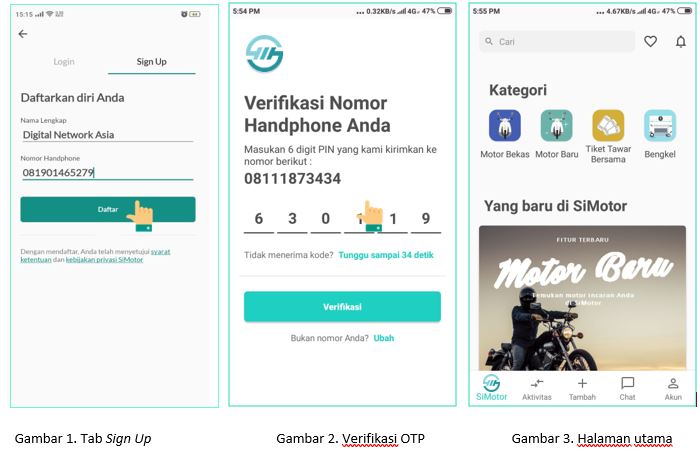 15:15
Login
Sign Up
Daftarkan diri Anda
Nama Lengkap
Digital Network Asia
Nomor Handphone
081901465279
Daftar
Dengan mendaftar, Anda telah menyetujui syarat
ketentuan dan kebijakan privasi SiMotor
Gambar 1. Tab Sign Up
5:54 PM
... 0.32KB/s 4G 47%
Verifikasi Nomor
Handphone Anda
Masukan 6 digit PIN yang kami kirimkan ke
nomor berikut :
08111873434
6 3 0 1 1 9
Tidak menerima kode? Tunggu sampai 34 detik
Verifikasi
Bukan nomor Anda? Ubah
Gambar 2. Verifikasi OTP
5:55 PM
... 4.67KB/s 4G 47%
Cari
Kategori
Motor Bekas
Motor Baru
Tiket Tawar
Bersama
Bengkel
Yang baru di SiMotor
FITUR TERBARU
Motor Baru
Temukan motor incaran Anda
di SiMotor
SiMotor
Aktivitas
Tambah
Chat
Akun
Gambar 3. Halaman utama